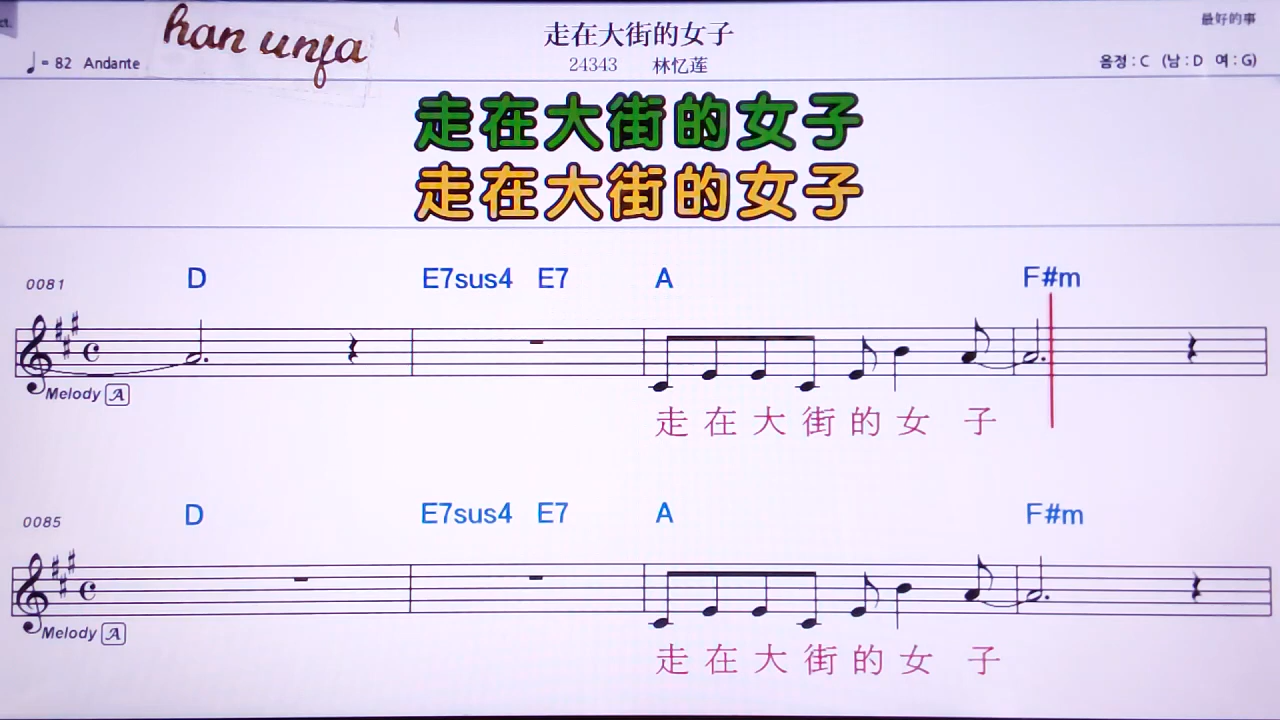 ct.
han unfa
走在大街的女子
最好的事
♩= 82 Andante
24343 林忆莲
음정 : C (남 : D 여 : G)
走在大街的女子
走在大街的女子
0081 D E7sus4 E7 A F#m
Melody A
走 在 大 街 的 女 子
0085 D E7sus4 E7 A F#m
Melody A
走 在 大 街 的 女 子